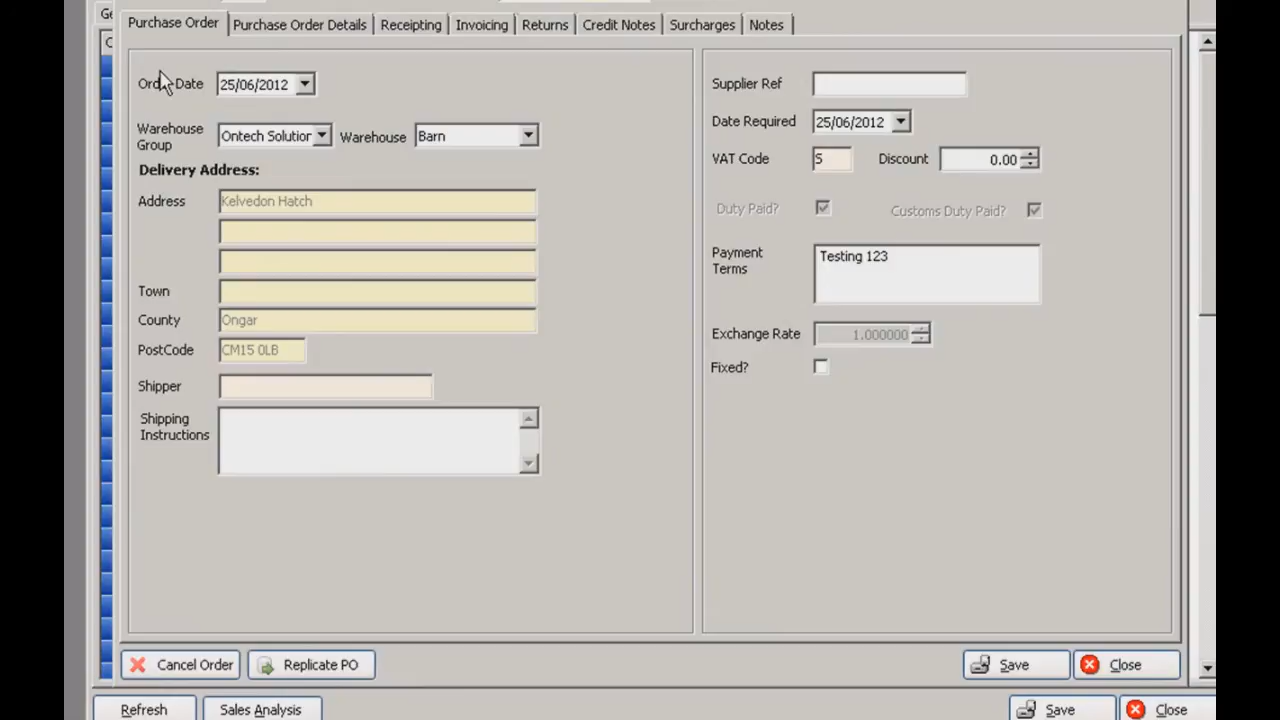 Ge
Purchase Order Purchase Order Details Receipting Invoicing Returns Credit Notes Surcharges Notes
Order Date 25/06/2012
Supplier Ref
Date Required 25/06/2012
Warehouse Group Ontech Solution Warehouse Barn
VAT Code S Discount 0.00
Delivery Address:
Address Kelvedon Hatch
Duty Paid? Customs Duty Paid?
Payment Terms Testing 123
Town
County Ongar
Exchange Rate 1.000000
PostCode CM15 0LB
Fixed?
Shipper
Shipping Instructions
Cancel Order Replicate PO Save Close
Refresh Sales Analysis Save Close